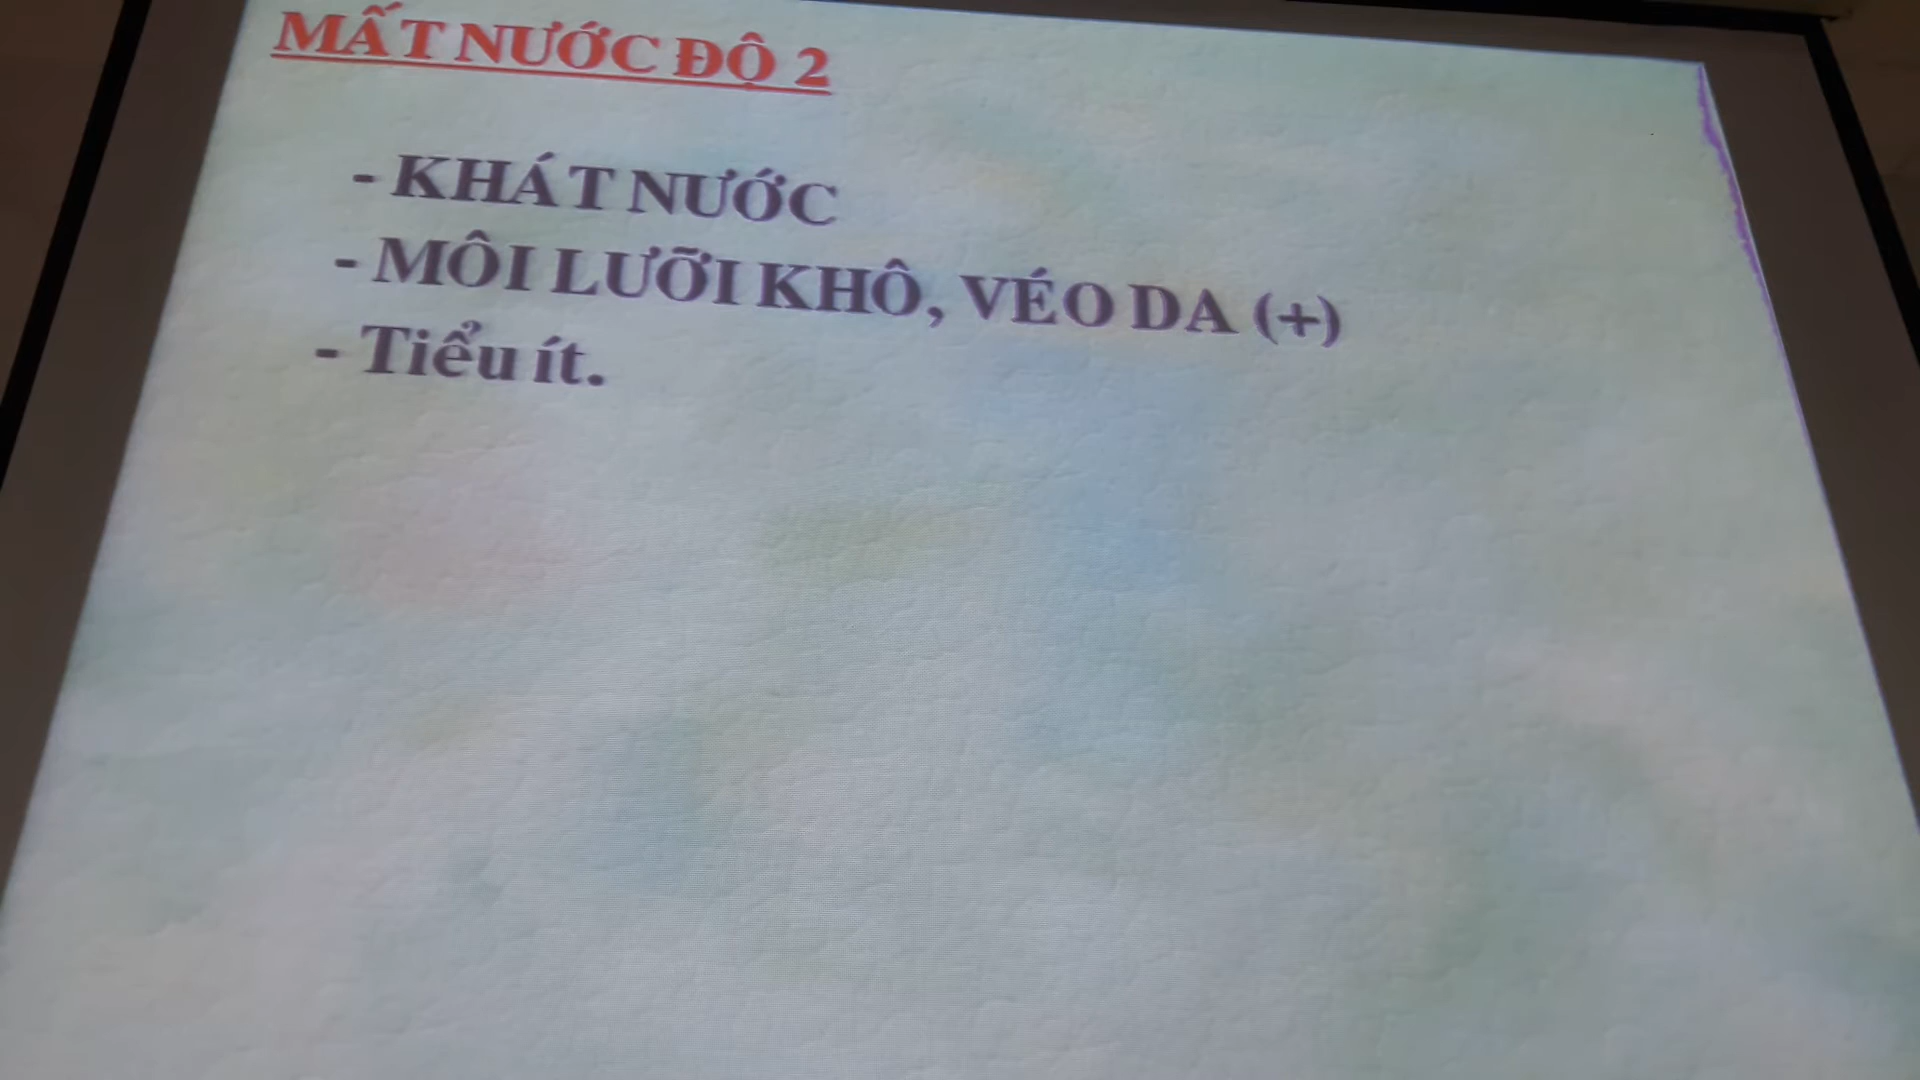 MẤT NƯỚC ĐỘ 2
- KHÁT NƯỚC
- MÔI LƯỠI KHÔ, VÉO DA (+)
- Tiểu ít.